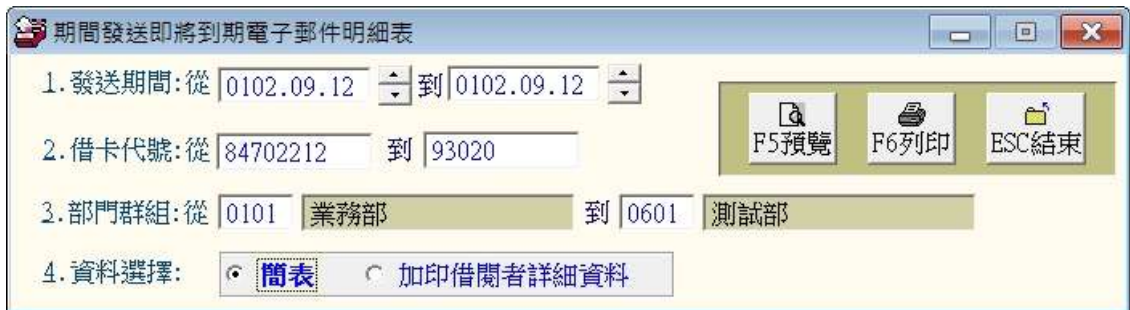 期間發送即將到期電子郵件明細表
1.發送期間:從 0102.09.12 到 0102.09.12
F5預覽 F6列印 ESC結束
2.借卡代號:從 84702212 到 93020
3.部門群組:從 0101 業務部 到 0601 測試部
4.資料選擇: 簡表 加印借閱者詳細資料